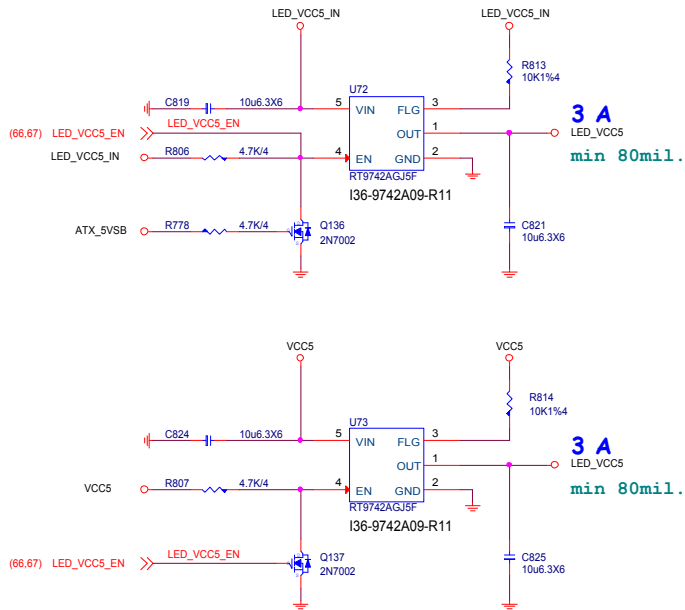 LED_VCC5_IN LED_VCC5_IN
R813
10K1%4
U72
C819 10u6.3X6 5 VIN FLG 3
3 A
(66,67) LED_VCC5_EN LED_VCC5_EN OUT 1 LED_VCC5
LED_VCC5_IN R806 4.7K/4 4 EN GND 2 min 80mil.
RT9742AGJ5F
I36-9742A09-R11
ATX_5VSB R778 4.7K/4 Q136 C821
2N7002 10u6.3X6
VCC5 VCC5
R814
10K1%4
U73
C824 10u6.3X6 5 VIN FLG 3
3 A
OUT 1 LED_VCC5
VCC5 R807 4.7K/4 4 EN GND 2 min 80mil.
RT9742AGJ5F
I36-9742A09-R11
(66,67) LED_VCC5_EN LED_VCC5_EN Q137 C825
2N7002 10u6.3X6